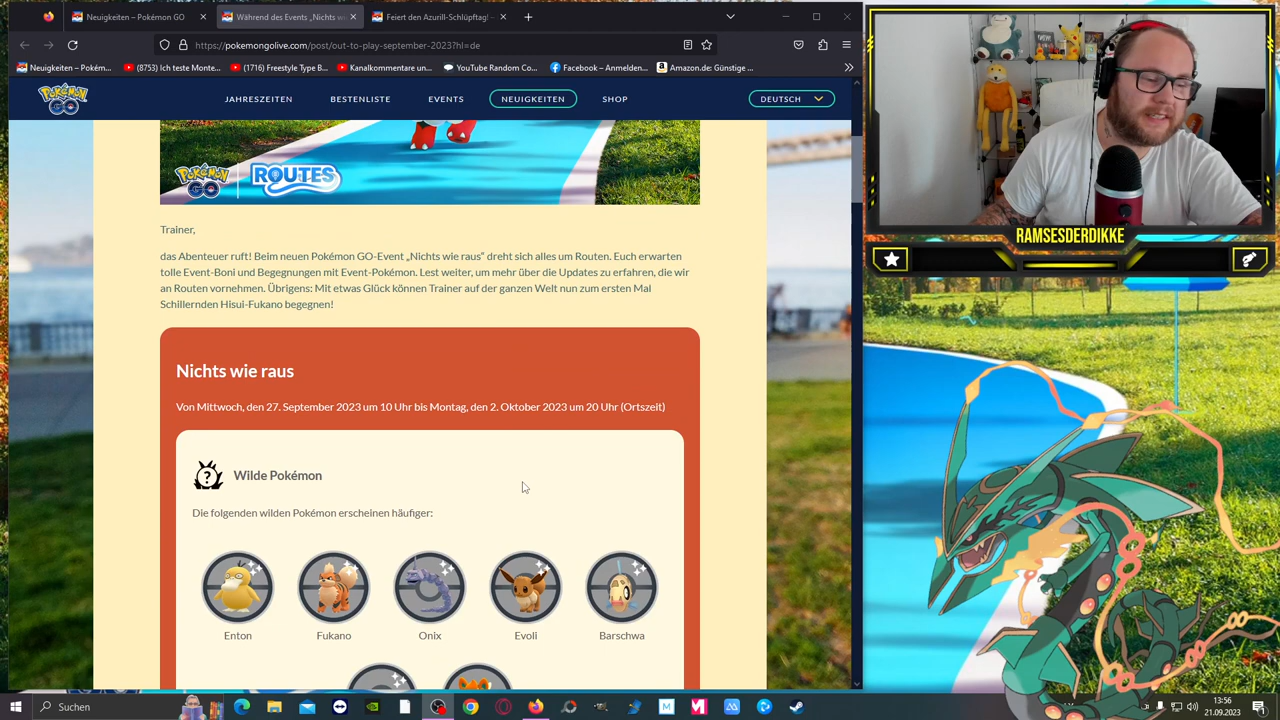 Neuigkeiten – Pokémon GO
Während des Events „Nichts wi
Feiert den Azurill-Schlüpftag! –
https://pokemongolive.com/post/out-to-play-september-2023?hl=de
Neuigkeiten – Pokém...
(8753) Ich teste Monte...
(1716) Freestyle Type B...
Kanalkommentare un...
YouTube Random Co...
Facebook – Anmelden...
Amazon.de: Günstige ...
POKÉMON GO
JAHRESZEITEN
BESTENLISTE
EVENTS
NEUIGKEITEN
SHOP
DEUTSCH
POKÉMON GO
ROUTES
Trainer,
das Abenteuer ruft! Beim neuen Pokémon GO-Event „Nichts wie raus“ dreht sich alles um Routen. Euch erwarten
tolle Event-Boni und Begegnungen mit Event-Pokémon. Lest weiter, um mehr über die Updates zu erfahren, die wir
an Routen vornehmen. Übrigens: Mit etwas Glück können Trainer auf der ganzen Welt nun zum ersten Mal
Schillernden Hisui-Fukano begegnen!
Nichts wie raus
Von Mittwoch, den 27. September 2023 um 10 Uhr bis Montag, den 2. Oktober 2023 um 20 Uhr (Ortszeit)
Wilde Pokémon
Die folgenden wilden Pokémon erscheinen häufiger:
Enton
Fukano
Onix
Evoli
Barschwa
RAMSESDERDIKKE
Suchen
13:56
21.09.2023